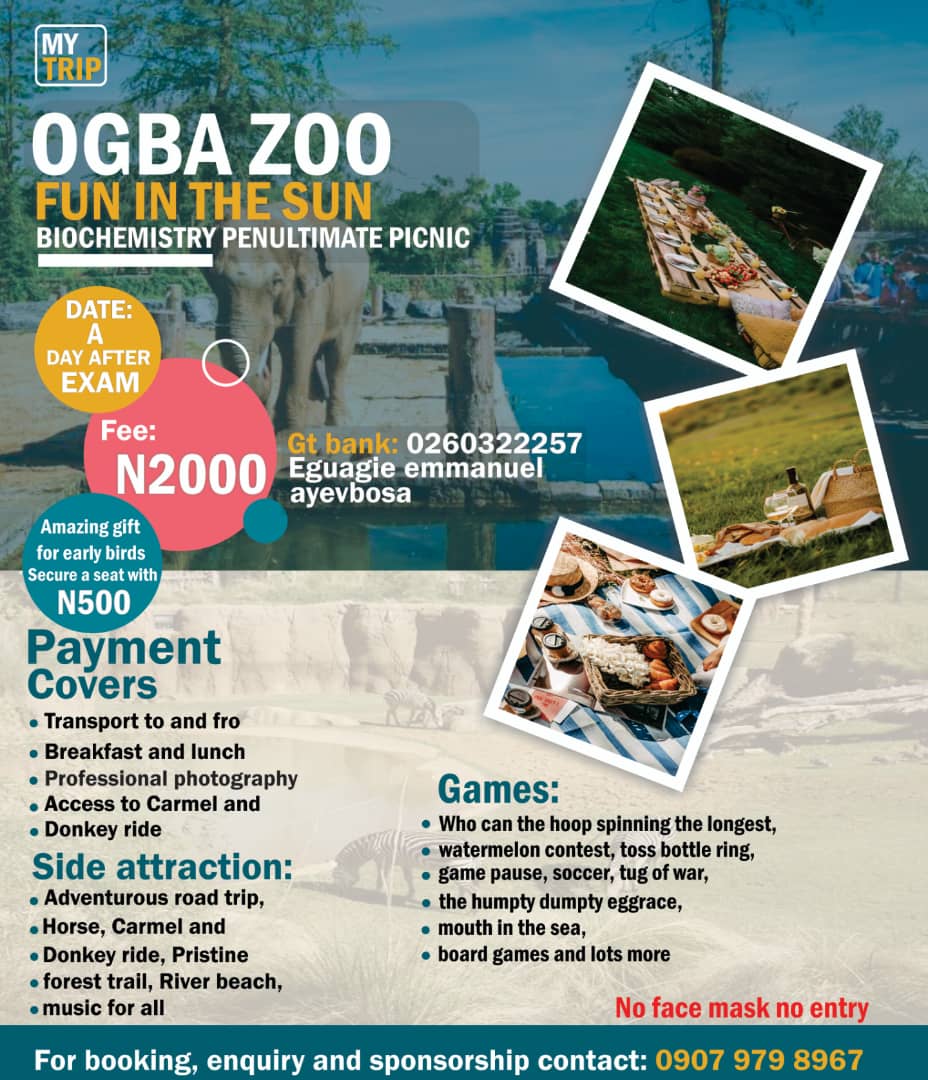 MY
TRIP
OGBA ZOO
FUN IN THE SUN
BIOCHEMISTRY PENULTIMATE PICNIC
DATE:
A
DAY AFTER
EXAM
Fee:
N2000
Gt bank: 0260322257
Eguagie emmanuel
ayevbosa
Amazing gift
for early birds
Secure a seat with
N500
Payment
Covers
• Transport to and fro
• Breakfast and lunch
• Professional photography
• Access to Carmel and
• Donkey ride
Side attraction:
• Adventurous road trip,
• Horse, Carmel and
• Donkey ride, Pristine
• forest trail, River beach,
• music for all
Games:
• Who can the hoop spinning the longest,
• watermelon contest, toss bottle ring,
• game pause, soccer, tug of war,
• the humpty dumpty eggrace,
• mouth in the sea,
• board games and lots more
No face mask no entry
For booking, enquiry and sponsorship contact: 0907 979 8967